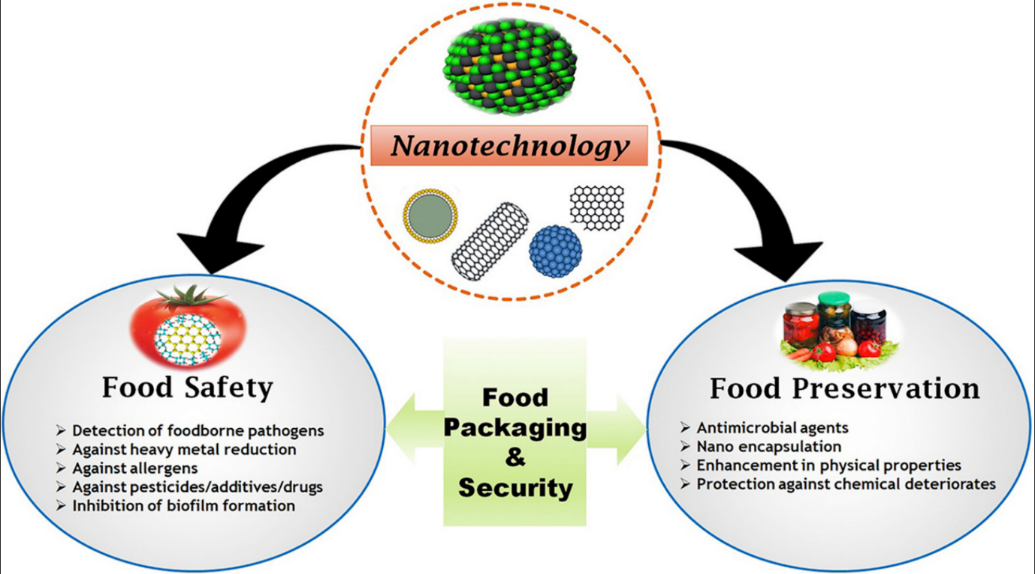 Nanotechnology
Food Safety
➢ Detection of foodborne pathogens
➢ Against heavy metal reduction
➢ Against allergens
➢ Against pesticides/additives/drugs
➢ Inhibition of biofilm formation
Food
Packaging
&
Security
Food Preservation
➢ Antimicrobial agents
➢ Nano encapsulation
➢ Enhancement in physical properties
➢ Protection against chemical deteriorates